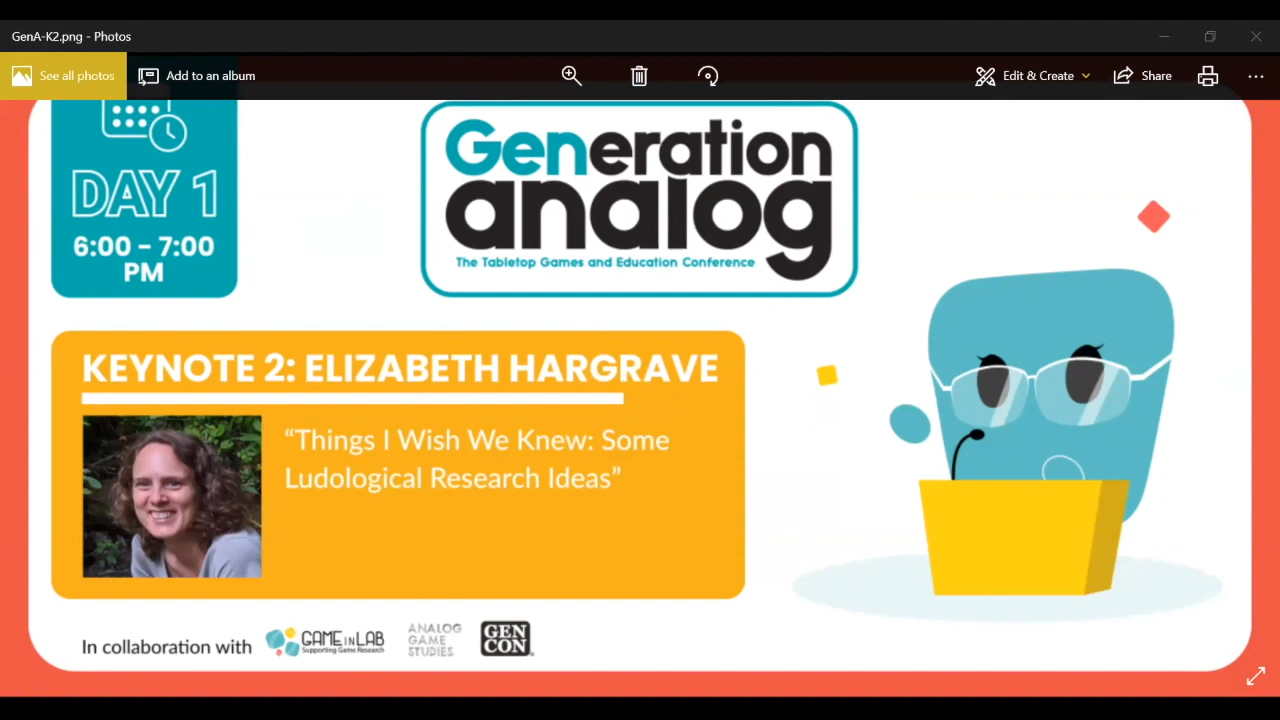 GenA-K2.png - Photos
See all photos
Add to an album
Edit & Create
Share
DAY 1
6:00 - 7:00
PM
Generation
analog
The Tabletop Games and Education Conference
KEYNOTE 2: ELIZABETH HARGRAVE
“Things I Wish We Knew: Some
Ludological Research Ideas”
In collaboration with
GAME IN LAB
Supporting Game Research
ANALOG
GAME
STUDIES
GEN
CON